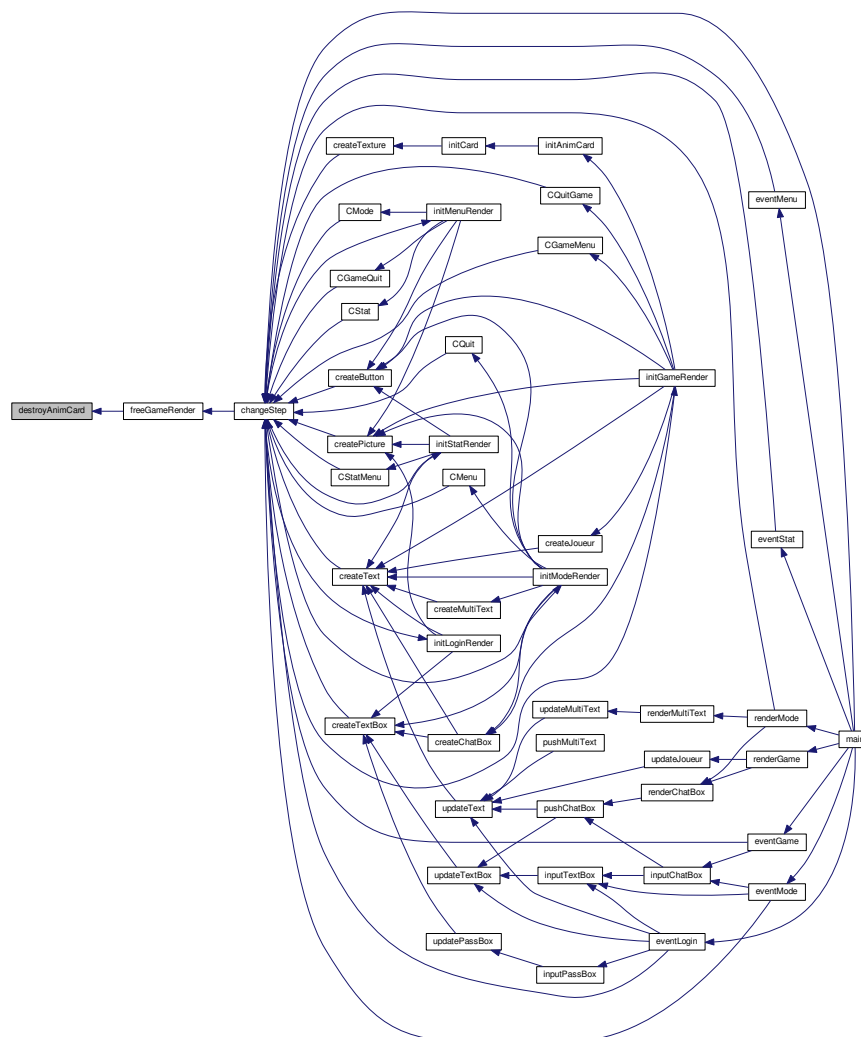 createTexture
initCard
initAnimCard
CQuitGame
eventMenu
CMode
initMenuRender
CGameMenu
CGameQuit
CStat
CQuit
createButton
initGameRender
destroyAnimCard
freeGameRender
changeStep
createPicture
initStatRender
CStatMenu
CMenu
eventStat
createJoueur
createText
initModeRender
createMultiText
initLoginRender
updateMultiText
renderMultiText
renderMode
createTextBox
createChatBox
pushMultiText
main
updateJoueur
renderGame
renderChatBox
updateText
pushChatBox
eventGame
updateTextBox
inputTextBox
inputChatBox
eventMode
updatePassBox
eventLogin
inputPassBox